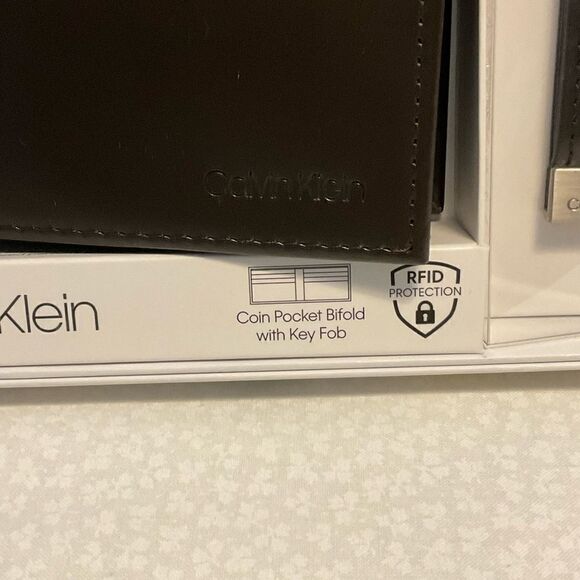 Calvin Klein
C
Klein
Coin Pocket Bifold
with Key Fob
RFID
PROTECTION